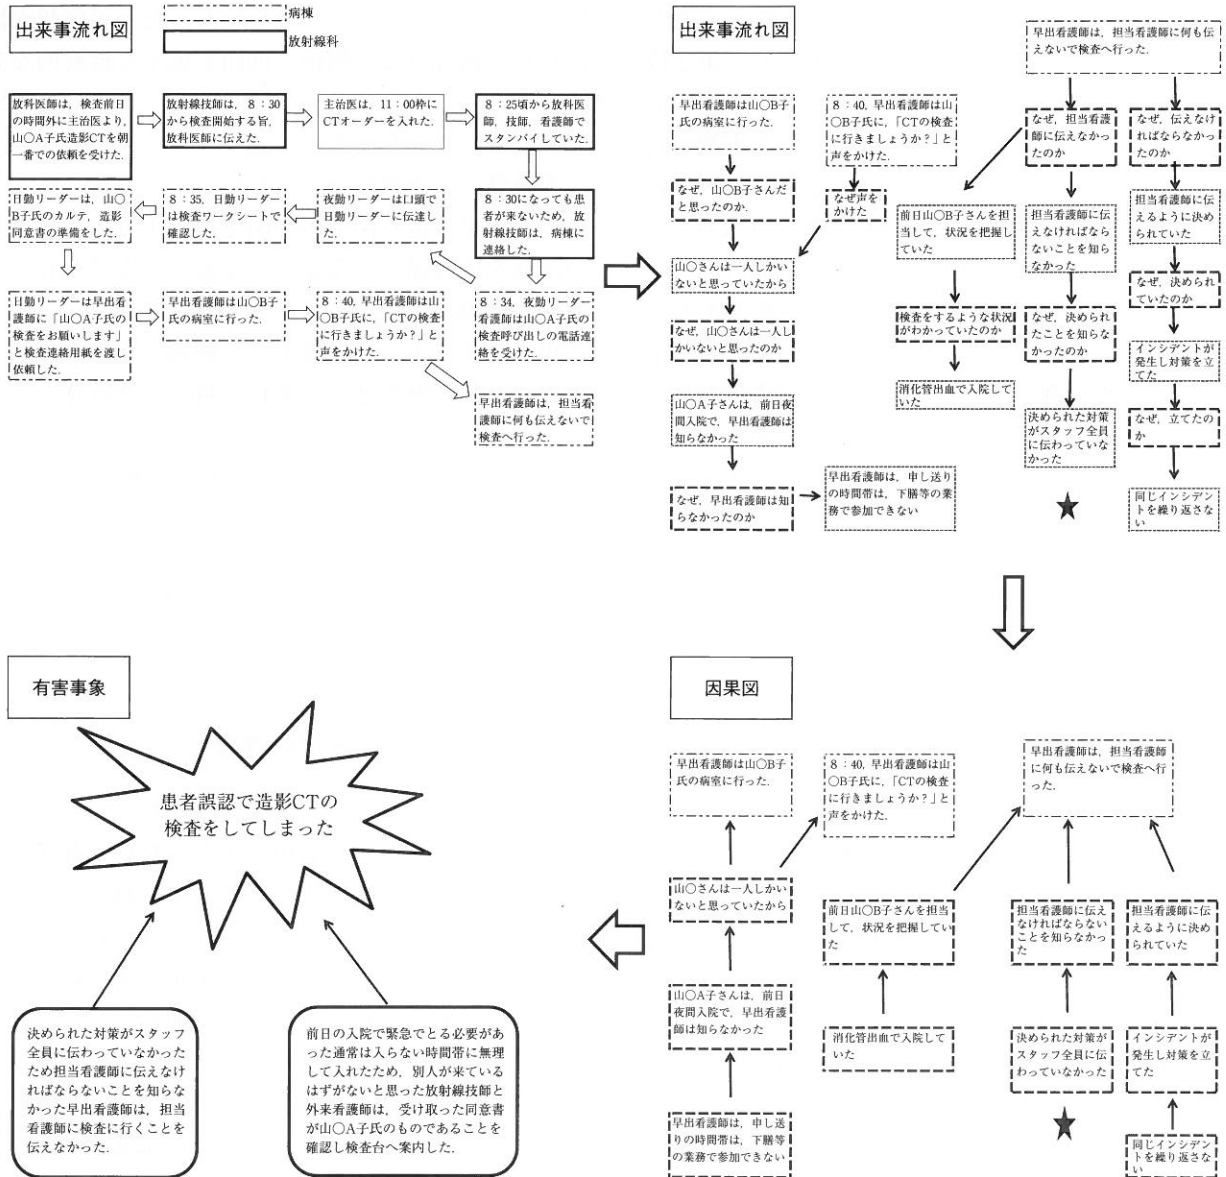 出来事流れ図
病棟
放射線科
放科医師は，検査前日
の時間外に主治医より，
山〇A子氏造影CTを朝
一番での依頼を受けた．
放射線技師は，8：30
から検査開始する旨，
放科医師に伝えた．
主治医は，11：00枠に
CTオーダーを入れた．
8：25頃から放科医
師，技師，看護師で
スタンバイしていた．
日勤リーダーは，山〇
B子氏のカルテ，造影
同意書の準備をした．
8：35，日勤リーダー
は検査ワークシートで
確認した．
夜勤リーダーは口頭で
日勤リーダーに伝達し
た．
8：30になっても患
者が来ないため，放
射線技師は，病棟に
連絡した．
日勤リーダーは早出看
護師に「山〇A子氏の
検査をお願いします」
と検査連絡用紙を渡し
依頼した．
早出看護師は山〇B子
氏の病室に行った．
8：40，早出看護師は山
〇B子氏に，「CTの検査
に行きましょうか？」と
声をかけた．
8：34，夜勤リーダー
看護師は山〇A子氏の
検査呼び出しの電話連
絡を受けた．
早出看護師は，担当看
護師に何も伝えないで
検査へ行った．
出来事流れ図
早出看護師は，担当看護師に何も伝
えないで検査へ行った．
早出看護師は山〇B子
氏の病室に行った．
8：40，早出看護師は山
〇B子氏に，「CTの検査
に行きましょうか？」と
声をかけた．
なぜ，担当看護
師に伝えなかっ
たのか
なぜ，伝えなけ
ればならなかっ
たのか
なぜ，山〇B子さんだ
と思ったのか．
なぜ声を
かけた
前日山〇B子さんを担
当して，状況を把握し
ていた
担当看護師に伝
えなければなら
ないことを知ら
なかった
担当看護師に伝
えるように決め
られていた
山〇さんは一人しかい
ないと思っていたから
なぜ，決められ
ていたのか
なぜ，山〇さんは一人し
かいないと思ったのか
検査をするような状況
がわかっていたのか
なぜ，決められ
たことを知らな
かったのか
インシデントが
発生し対策を立
てた
山〇A子さんは，前日夜
間入院で，早出看護師は
知らなかった
消化管出血で入院して
いた
決められた対策
がスタッフ全員
に伝わっていな
かった
なぜ，立てたの
か
なぜ，早出看護師は知
らなかったのか
早出看護師は，申し送り
の時間帯は，下膳等の業
務で参加できない
同じインシデン
トを繰り返さな
い
有害事象
患者誤認で造影CTの
検査をしてしまった
決められた対策がスタッフ
全員に伝わっていなかった
ため担当看護師に伝えなけ
ればならないことを知らな
かった早出看護師は，担当
看護師に検査に行くことを
伝えなかった．
前日の入院で緊急でとる必要があ
った通常は入らない時間帯に無理
して入れたため，別人が来ている
はずがないと思った放射線技師と
外来看護師は，受け取った同意書
が山〇A子氏のものであることを
確認し検査台へ案内した．
因果図
早出看護師は山〇B子
氏の病室に行った．
8：40，早出看護師は山
〇B子氏に，「CTの検査
に行きましょうか？」と
声をかけた．
早出看護師は，担当看護師
に何も伝えないで検査へ行
った．
山〇さんは一人しかい
ないと思っていたから
前日山〇B子さんを担当
して，状況を把握してい
た
担当看護師に伝え
なければならない
ことを知らなかっ
た
担当看護師に伝
えるように決め
られていた
山〇A子さんは，前日
夜間入院で，早出看護
師は知らなかった
消化管出血で入院して
いた
決められた対策が
スタッフ全員に伝
わっていなかった
インシデントが
発生し対策を立
てた
早出看護師は，申し送
りの時間帯は，下膳等
の業務で参加できない
同じインシデン
トを繰り返さな
い